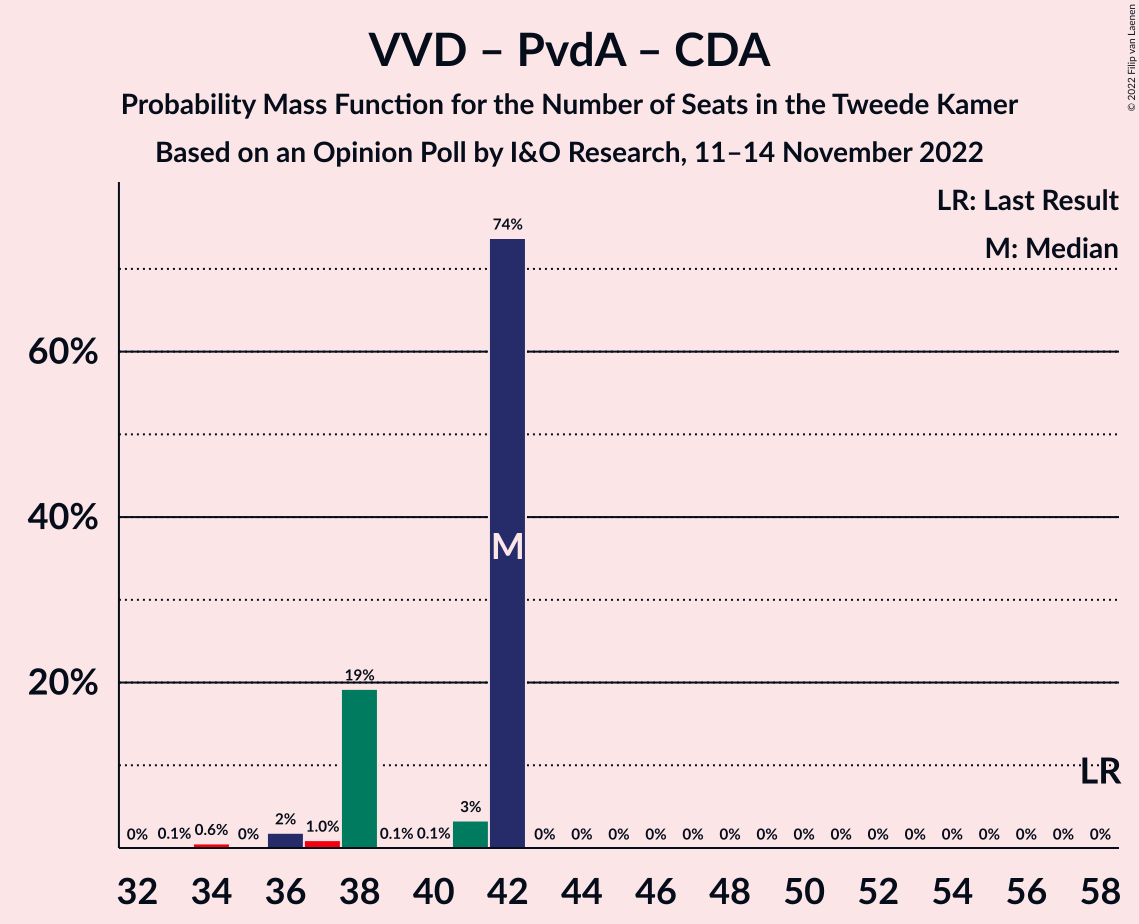 VVD – PvdA – CDA
Probability Mass Function for the Number of Seats in the Tweede Kamer
Based on an Opinion Poll by I&O Research, 11–14 November 2022
© 2022 Filip van Laenen
LR: Last Result
M: Median
74%
60%
40%
M
20%
19%
LR
0% 0.1% 0.6% 0% 2% 1.0% 0.1% 0.1% 3% 0% 0% 0% 0% 0% 0% 0% 0% 0% 0% 0% 0% 0% 0% 0% 0%
32 34 36 38 40 42 44 46 48 50 52 54 56 58